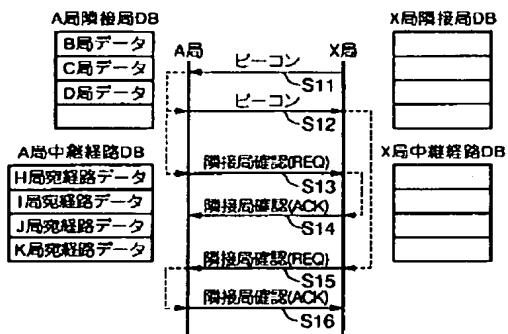 A局隣接局DB
B局データ
C局データ
D局データ
X局隣接局DB
A局
X局
ビーコン
S11
ビーコン
S12
隣接局確認(REQ)
S13
隣接局確認(ACK)
S14
隣接局確認(REQ)
S15
隣接局確認(ACK)
S16
A局中継経路DB
H局宛経路データ
I局宛経路データ
J局宛経路データ
K局宛経路データ
X局中継経路DB